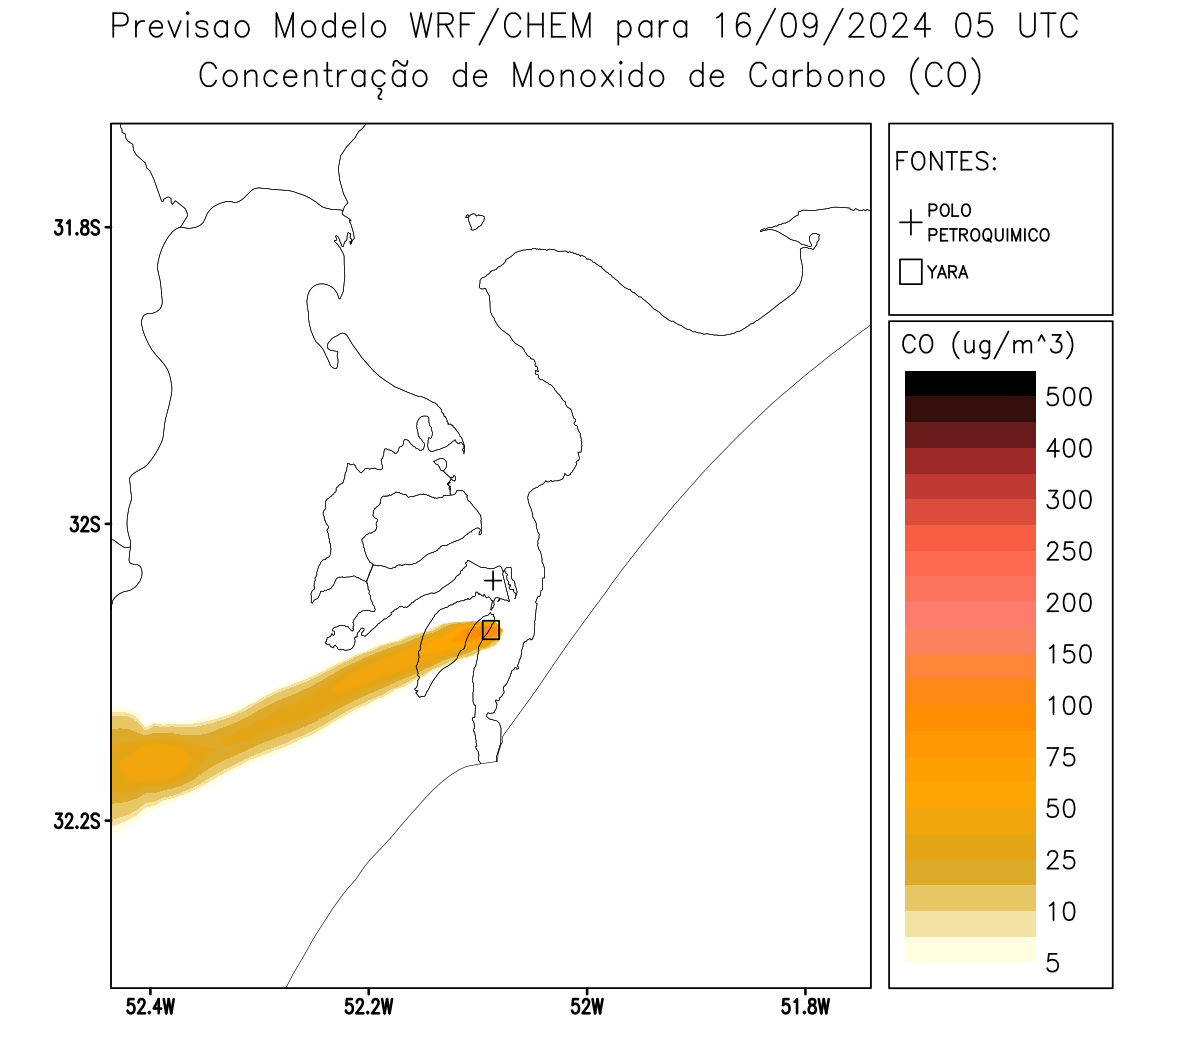 Previsao Modelo WRF/CHEM para 16/09/2024 05 UTC
Concentração de Monoxido de Carbono (CO)
FONTES:
POLO
PETROQUIMICO
YARA
CO (ug/m^3)
500
400
300
250
200
150
100
75
50
25
10
5
31.8S
32S
32.2S
52.4W
52.2W
52W
51.8W